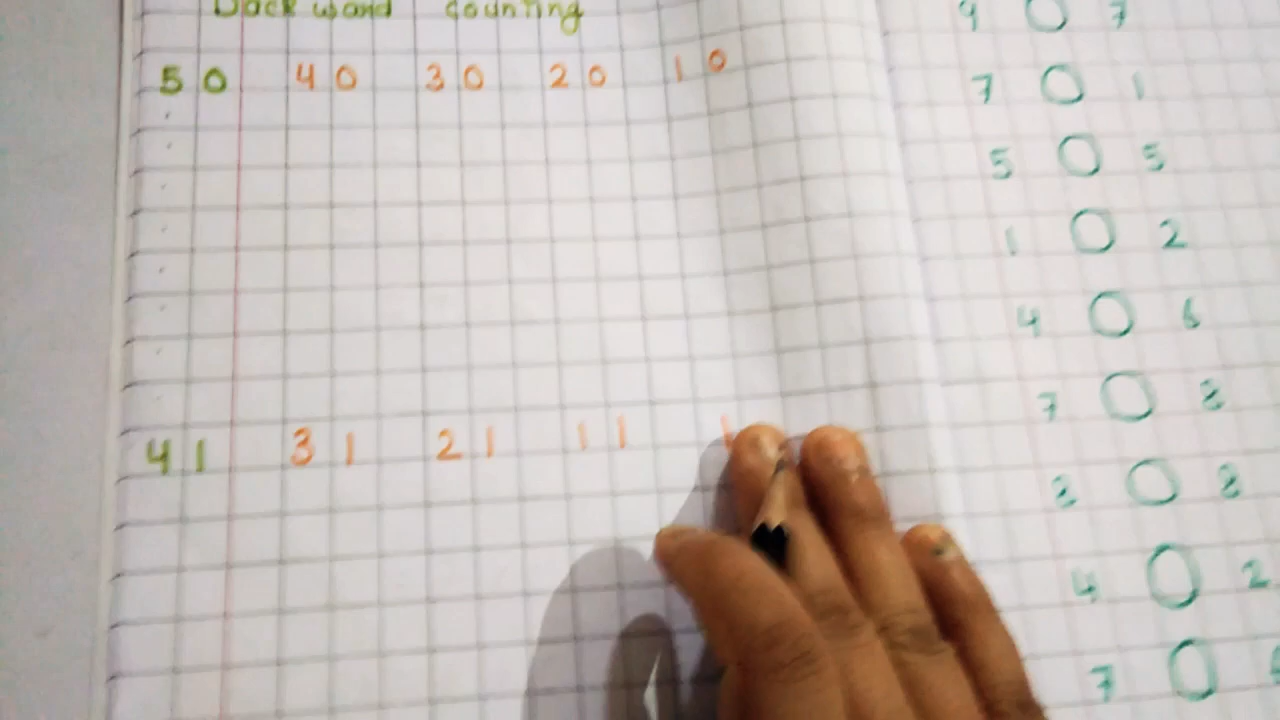 Backward counting
50 40 30 20 10
41 31 21 11 1
9 O 7
7 O 1
5 O 5
1 O 2
4 O 6
7 O 8
8 O 8
4 O 2
7 O